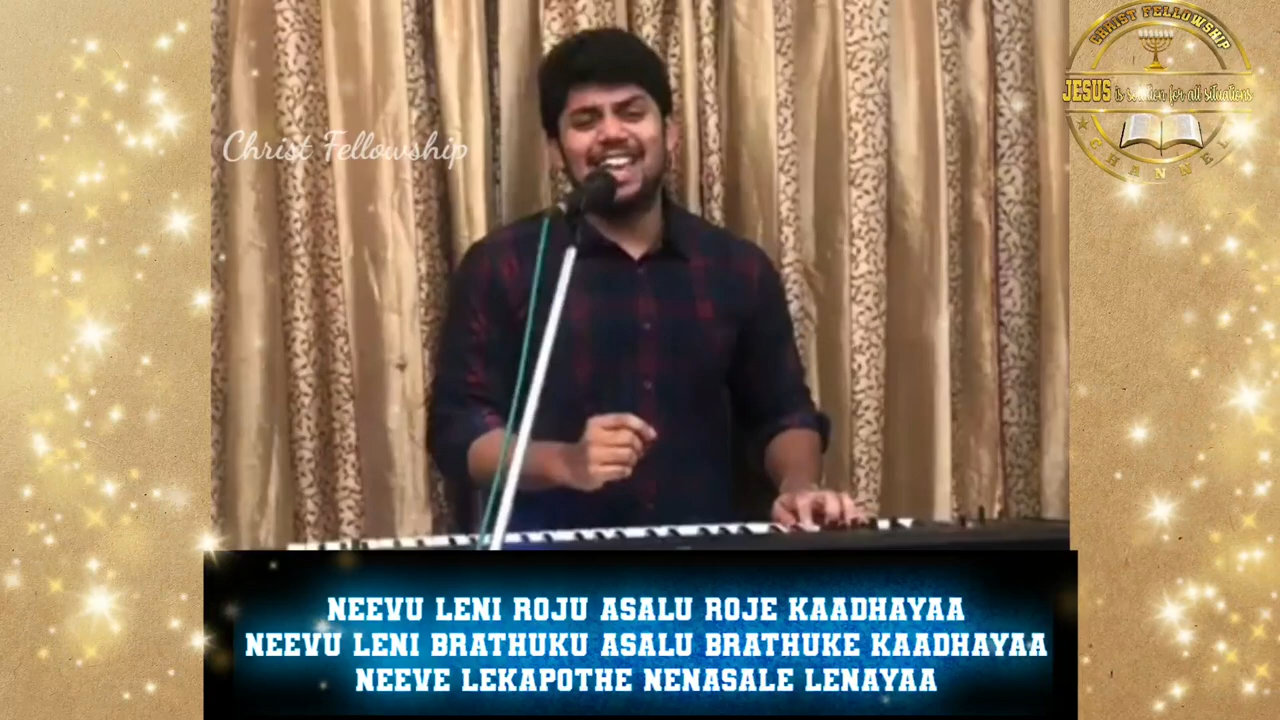 CHRIST FELLOWSHIP
JESUS is solution for all situations
CHANNEL
Christ Fellowship
NEEVU LENI ROJU ASALU ROJE KAADHAYAA
NEEVU LENI BRATHUKU ASALU BRATHUKE KAADHAYAA
NEEVE LEKAPOTHE NENASALE LENAYAA